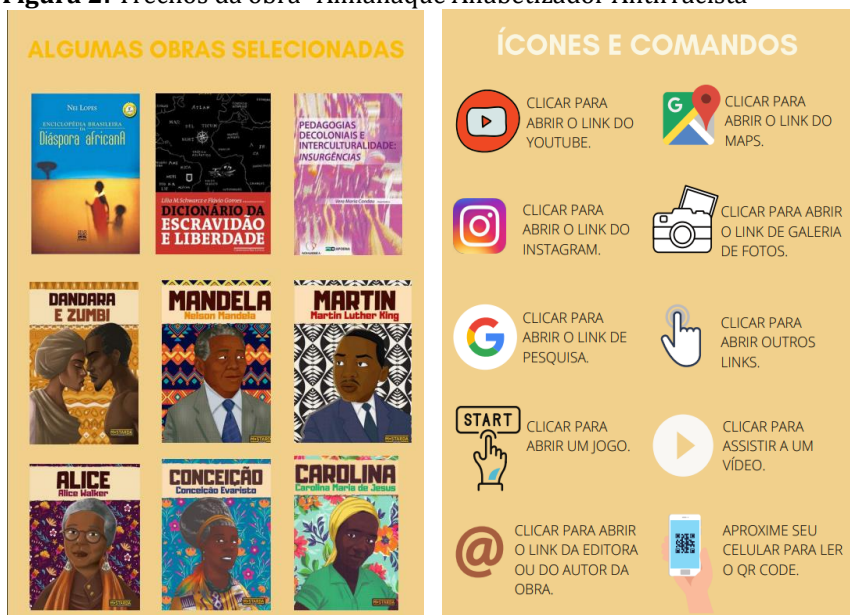 Figura 2: Trechos da obra "Almanaque Alfabetizador Antirracista"
ALGUMAS OBRAS SELECIONADAS
NEI LOPES
ENCICLOPÉDIA BRASILEIRA
DA
Diáspora africanA
Lilia M. Schwarcz e Flávio Gomes
DICIONÁRIO DA
ESCRAVIDÃO
E LIBERDADE
PEDAGOGIAS
DECOLONIAIS E
INTERCULTURALIDADE:
INSURGÊNCIAS
Vera Maria Candau
DANDARA
E ZUMBI
MANDELA
Nelson Mandela
MARTIN
Martin Luther King
ALICE
Alice Walker
CONCEIÇÃO
Conceição Evaristo
CAROLINA
Carolina Maria de Jesus
ÍCONES E COMANDOS
CLICAR PARA
ABRIR O LINK DO
YOUTUBE.
G
CLICAR PARA
ABRIR O LINK DO
MAPS.
CLICAR PARA
ABRIR O LINK DO
INSTAGRAM.
CLICAR PARA ABRIR
O LINK DE GALERIA
DE FOTOS.
G
CLICAR PARA
ABRIR O LINK DE
PESQUISA.
CLICAR PARA
ABRIR OUTROS
LINKS.
START
CLICAR PARA
ABRIR UM JOGO.
CLICAR PARA
ASSISTIR A UM
VÍDEO.
@
CLICAR PARA ABRIR
O LINK DA EDITORA
OU DO AUTOR DA
OBRA.
APROXIME SEU
CELULAR PARA LER
O QR CODE.